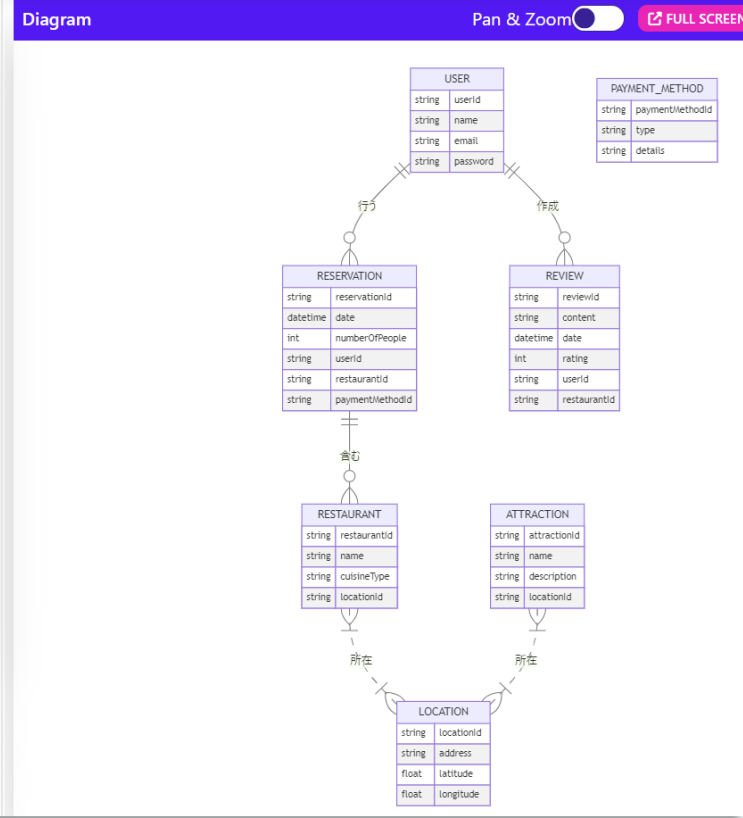 Diagram
Pan & Zoom
FULL SCREEN
USER
string userId
string name
string email
string password
PAYMENT_METHOD
string paymentMethodId
string type
string details
行う
作成
RESERVATION
string reservationId
datetime date
int numberOfPeople
string userId
string restaurantId
string paymentMethodId
REVIEW
string reviewId
string content
datetime date
int rating
string userId
string restaurantId
含む
RESTAURANT
string restaurantId
string name
string cuisineType
string locationId
ATTRACTION
string attractionId
string name
string description
string locationId
所在
所在
LOCATION
string locationId
string address
float latitude
float longitude